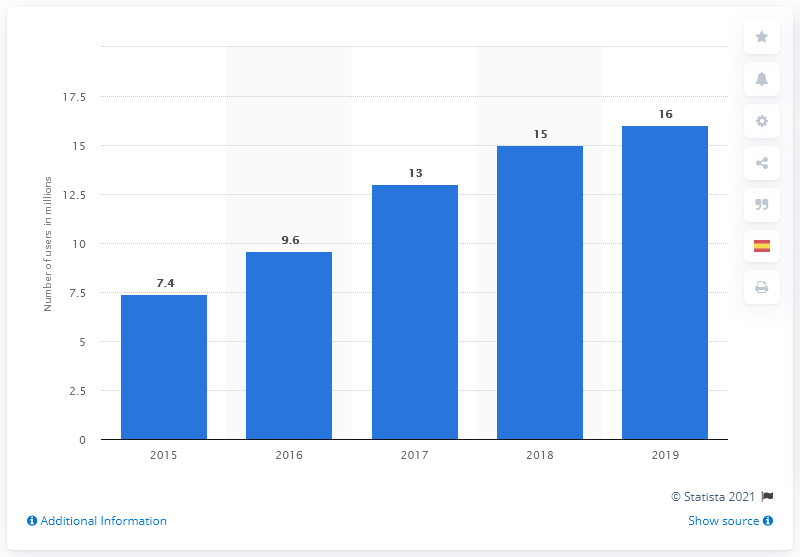 Number of users in millions
17.5
15
12.5
10
7.5
5
2.5
0
7.4
9.6
13
15
16
2015 2016 2017 2018 2019
© Statista 2021
Additional Information
Show source